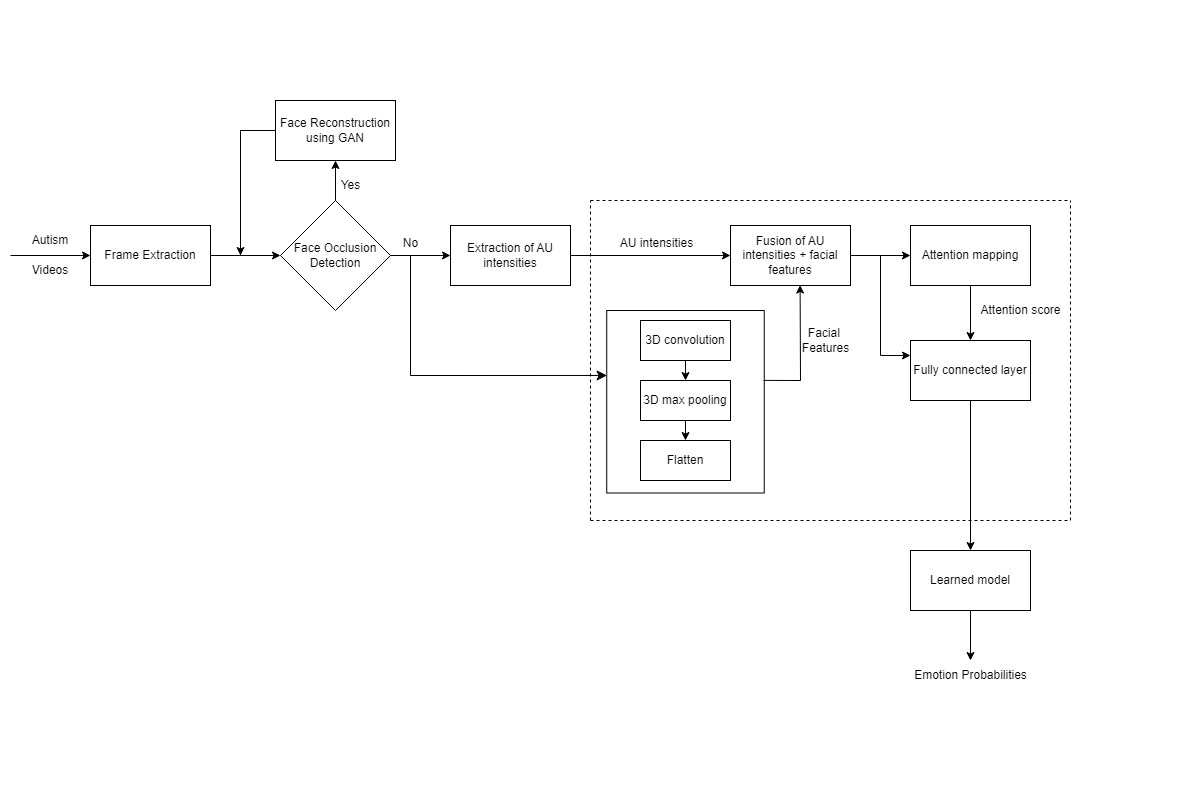 Face Reconstruction
using GAN
Yes
Autism
Videos
Frame Extraction
Face Occlusion
Detection
No
Extraction of AU
intensities
AU intensities
Fusion of AU
intensities + facial
features
Attention mapping
Attention score
Facial
Features
3D convolution
3D max pooling
Flatten
Fully connected layer
Learned model
Emotion Probabilities